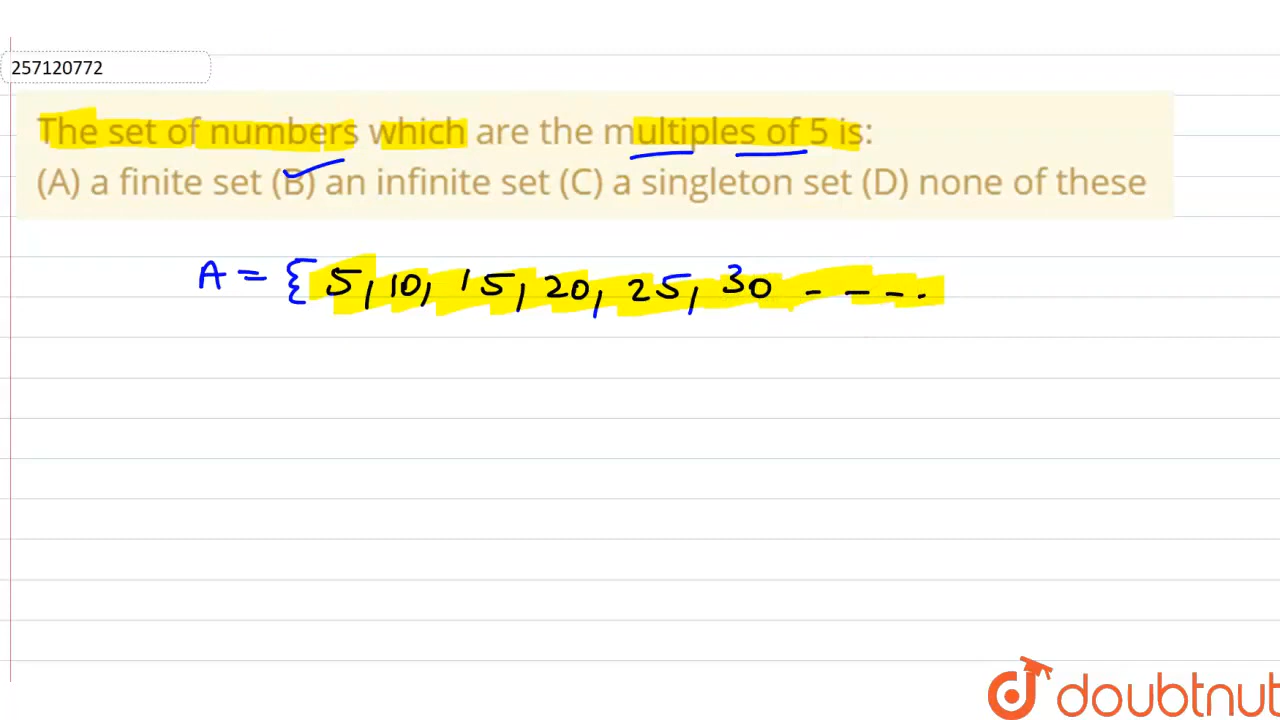 257120772
The set of numbers which are the multiples of 5 is:
(A) a finite set (B) an infinite set (C) a singleton set (D) none of these
A = { 5, 10, 15, 20, 25, 30 - - - .
doubtnut